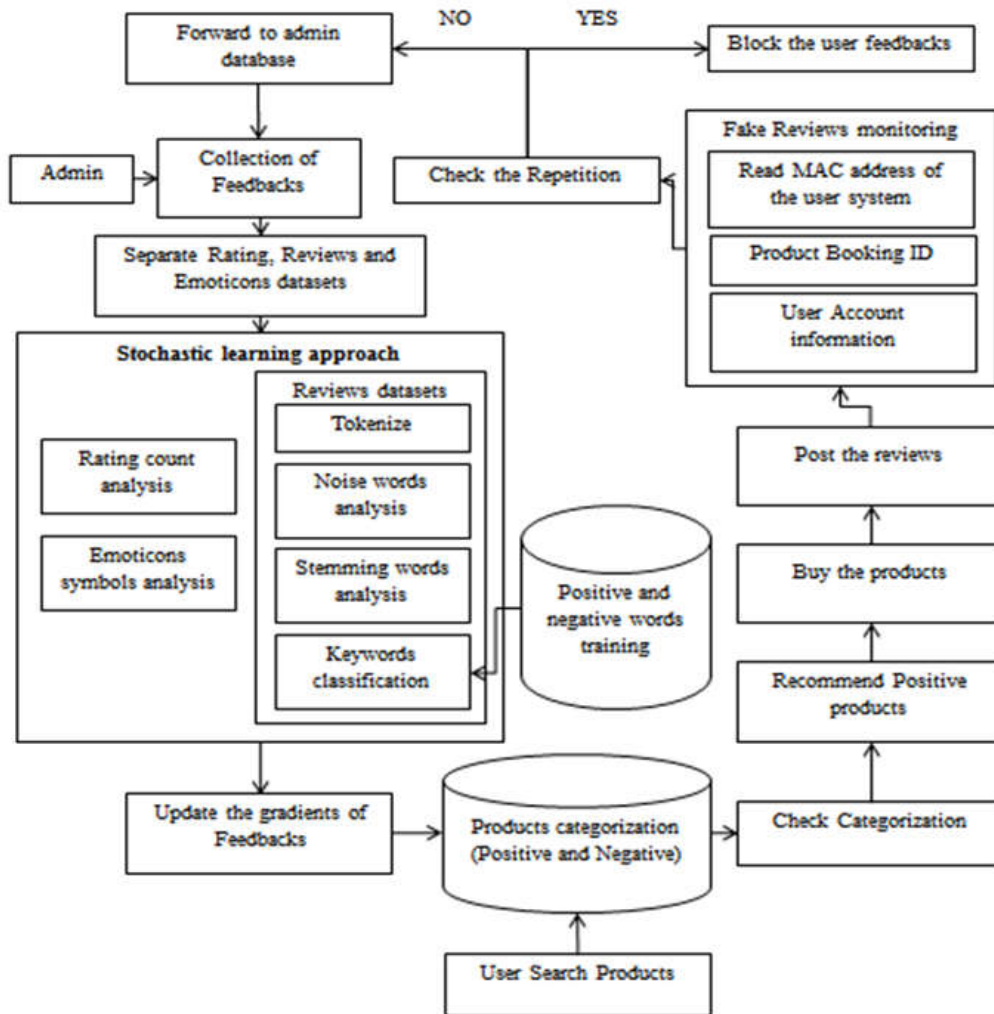 NO
YES
Forward to admin
database
Block the user feedbacks
Admin
Collection of
Feedbacks
Check the Repetition
Fake Reviews monitoring
Read MAC address of
the user system
Product Booking ID
User Account
information
Separate Rating, Reviews and
Emoticons datasets
Stochastic learning approach
Reviews datasets
Tokenize
Rating count
analysis
Noise words
analysis
Emoticons
symbols analysis
Stemming words
analysis
Keywords
classification
Positive and
negative words
training
Post the reviews
Buy the products
Recommend Positive
products
Update the gradients of
Feedbacks
Products categorization
(Positive and Negative)
Check Categorization
User Search Products